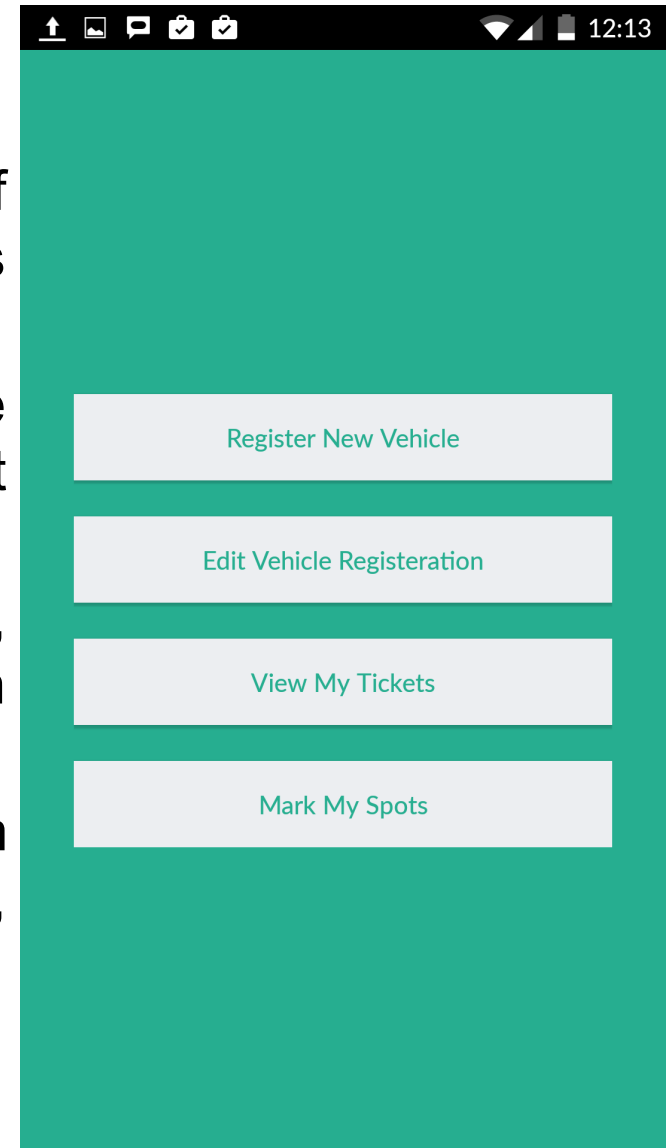 12:13
f
s
e
t
Register New Vehicle
Edit Vehicle Registeration
,
n
View My Tickets
Mark My Spots
,